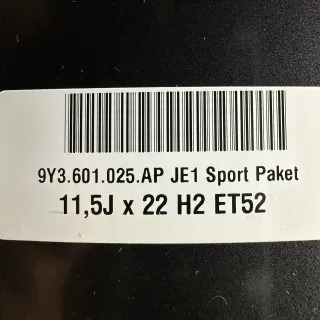 9Y3.601.025.AP JE1 Sport Paket
11,5J x 22 H2 ET52